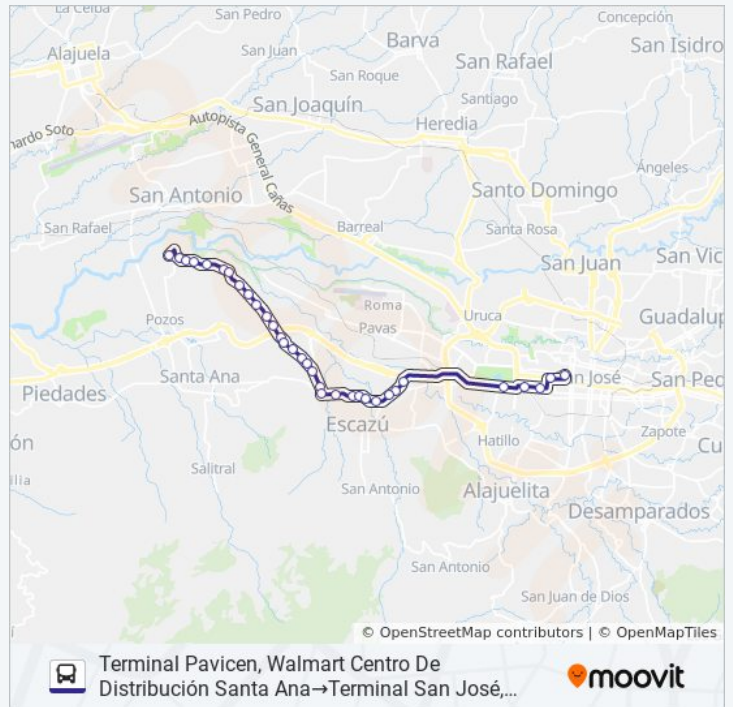 La Ceiba
San Pedro
Concepción
Alajuela
San Juan
Barva
San Rafael
San Isidro
San Roque
San Joaquín
Santiago
Heredia
nardo Soto
Autopista General Cañas
Ángeles
San Antonio
Santo Domingo
San Rafael
Barreal
Santa Rosa
San Juan
San Vic
Roma
Uruca
Guadalup
Pozos
Pavas
Santa Ana
San José
San Ped
Piedades
Escazú
Zapote
ón
Hatillo
Cu
ilia
Salitral
San Antonio
Alajuelita
Desamparados
San Antonio
San Juan de Dios
© OpenStreetMap contributors | © OpenMapTiles
Terminal Pavicen, Walmart Centro De
Distribución Santa Ana→Terminal San José,...
moovit